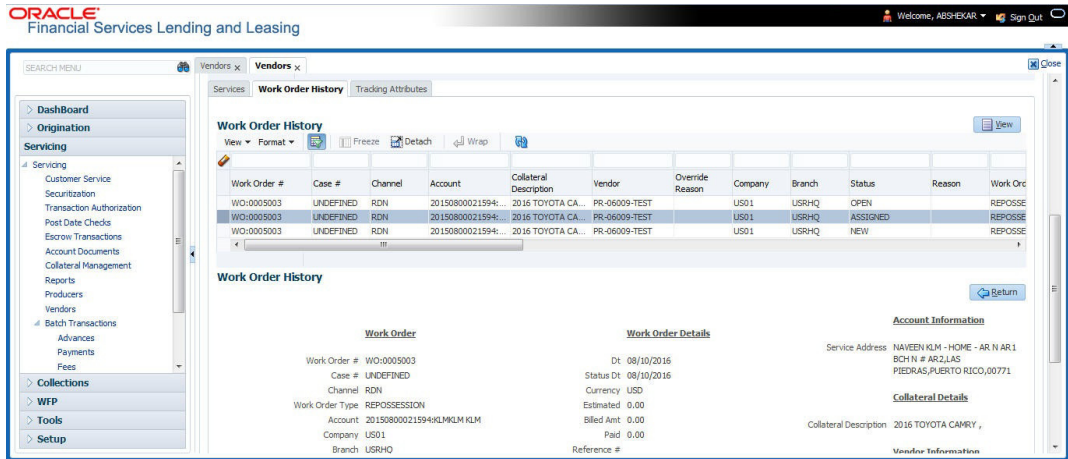 ORACLE
Financial Services Lending and Leasing
Welcome, ABSHEKAR
Sign Out
SEARCH MENU
Vendors x Vendors x
Close
Services Work Order History Tracking Attributes
DashBoard
Origination
Servicing
Servicing
Customer Service
Securitization
Transaction Authorization
Post Date Checks
Escrow Transactions
Account Documents
Collateral Management
Reports
Producers
Vendors
Batch Transactions
Advances
Payments
Fees
Collections
WFP
Tools
Setup
Work Order History
View
View Format Freeze Detach Wrap
Work Order # Case # Channel Account Collateral Description Vendor Override Reason Company Branch Status Reason Work Orc
WO:0005003 UNDEFINED RDN 20150800021594:... 2016 TOYOTA CA... PR-06009-TEST US01 USRHQ OPEN REPOSSE
WO:0005003 UNDEFINED RDN 20150800021594:... 2016 TOYOTA CA... PR-06009-TEST US01 USRHQ ASSIGNED REPOSSE
WO:0005003 UNDEFINED RDN 20150800021594:... 2016 TOYOTA CA... PR-06009-TEST US01 USRHQ NEW REPOSSE
Work Order History
Return
Work Order
Work Order # WO:0005003
Case # UNDEFINED
Channel RDN
Work Order Type REPOSSESSION
Account 20150800021594:KLMKLM KLM
Company US01
Branch USRHQ
Work Order Details
Dt 08/10/2016
Status Dt 08/10/2016
Currency USD
Estimated 0.00
Billed Amt 0.00
Paid 0.00
Reference #
Account Information
Service Address NAVEEN KLM - HOME - AR N AR1
BCH N # AR2,LAS
PIEDRAS,PUERTO RICO,00771
Collateral Details
Collateral Description 2016 TOYOTA CAMRY ,
Vendor Information